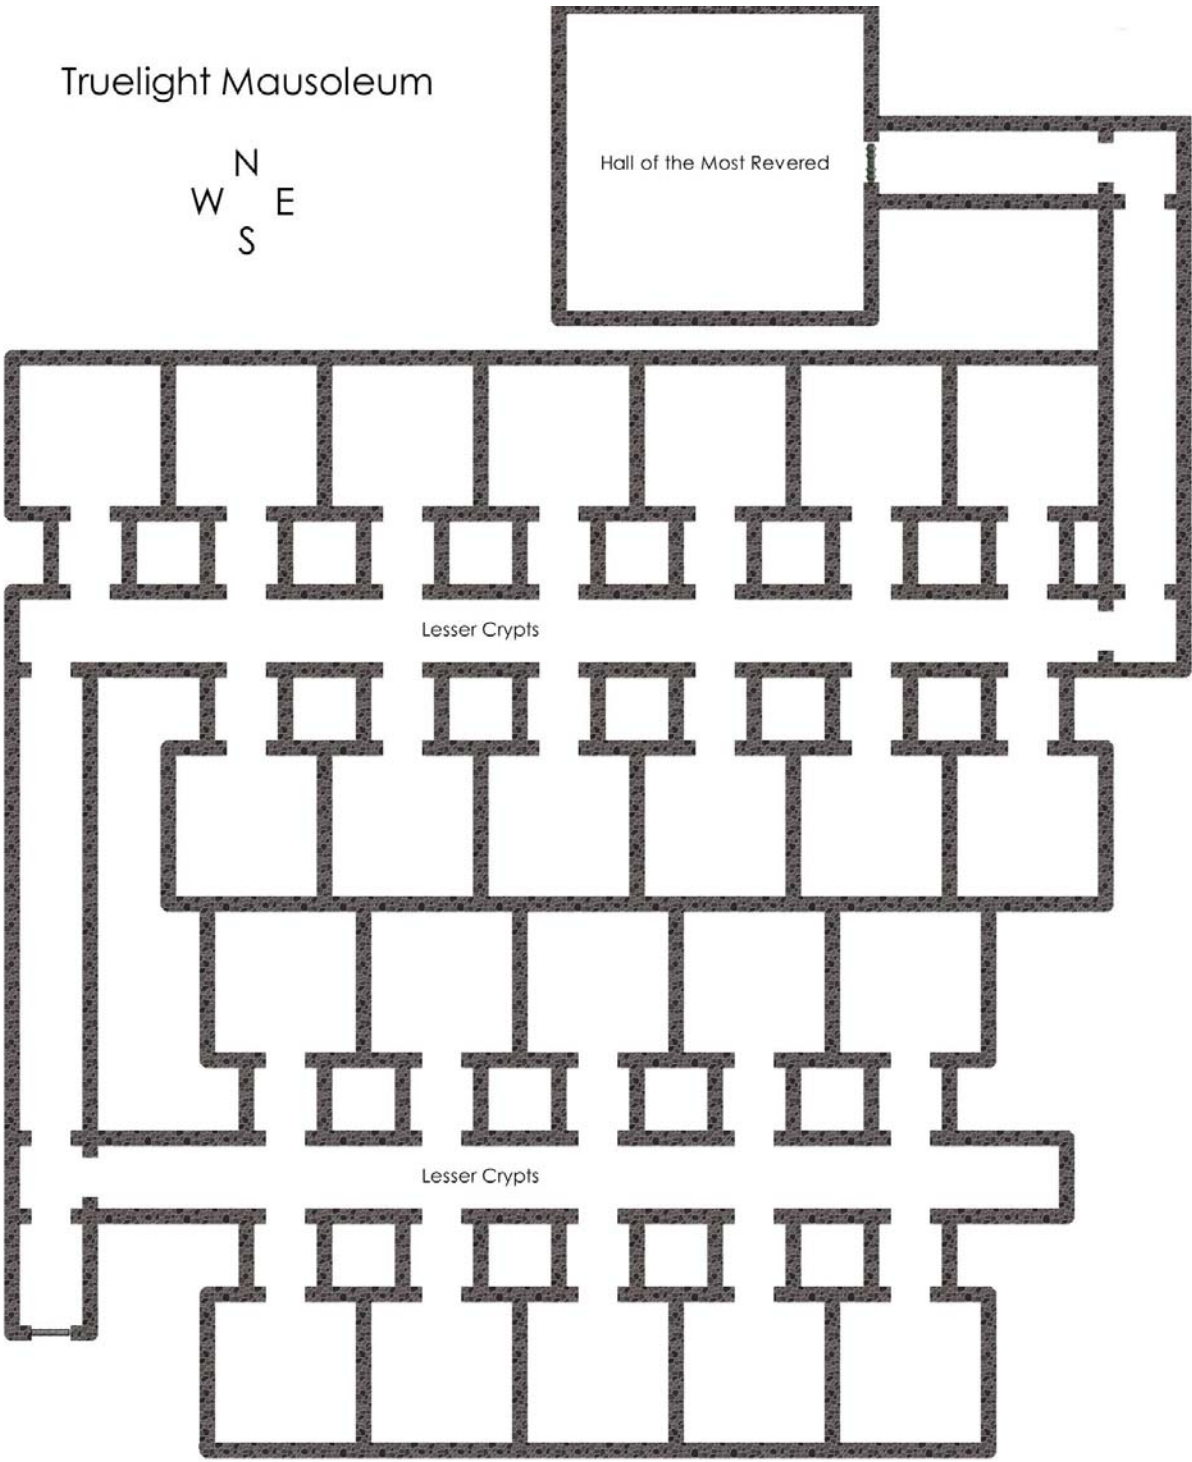 Truelight Mausoleum
N
W E
S
Hall of the Most Revered
Lesser Crypts
Lesser Crypts